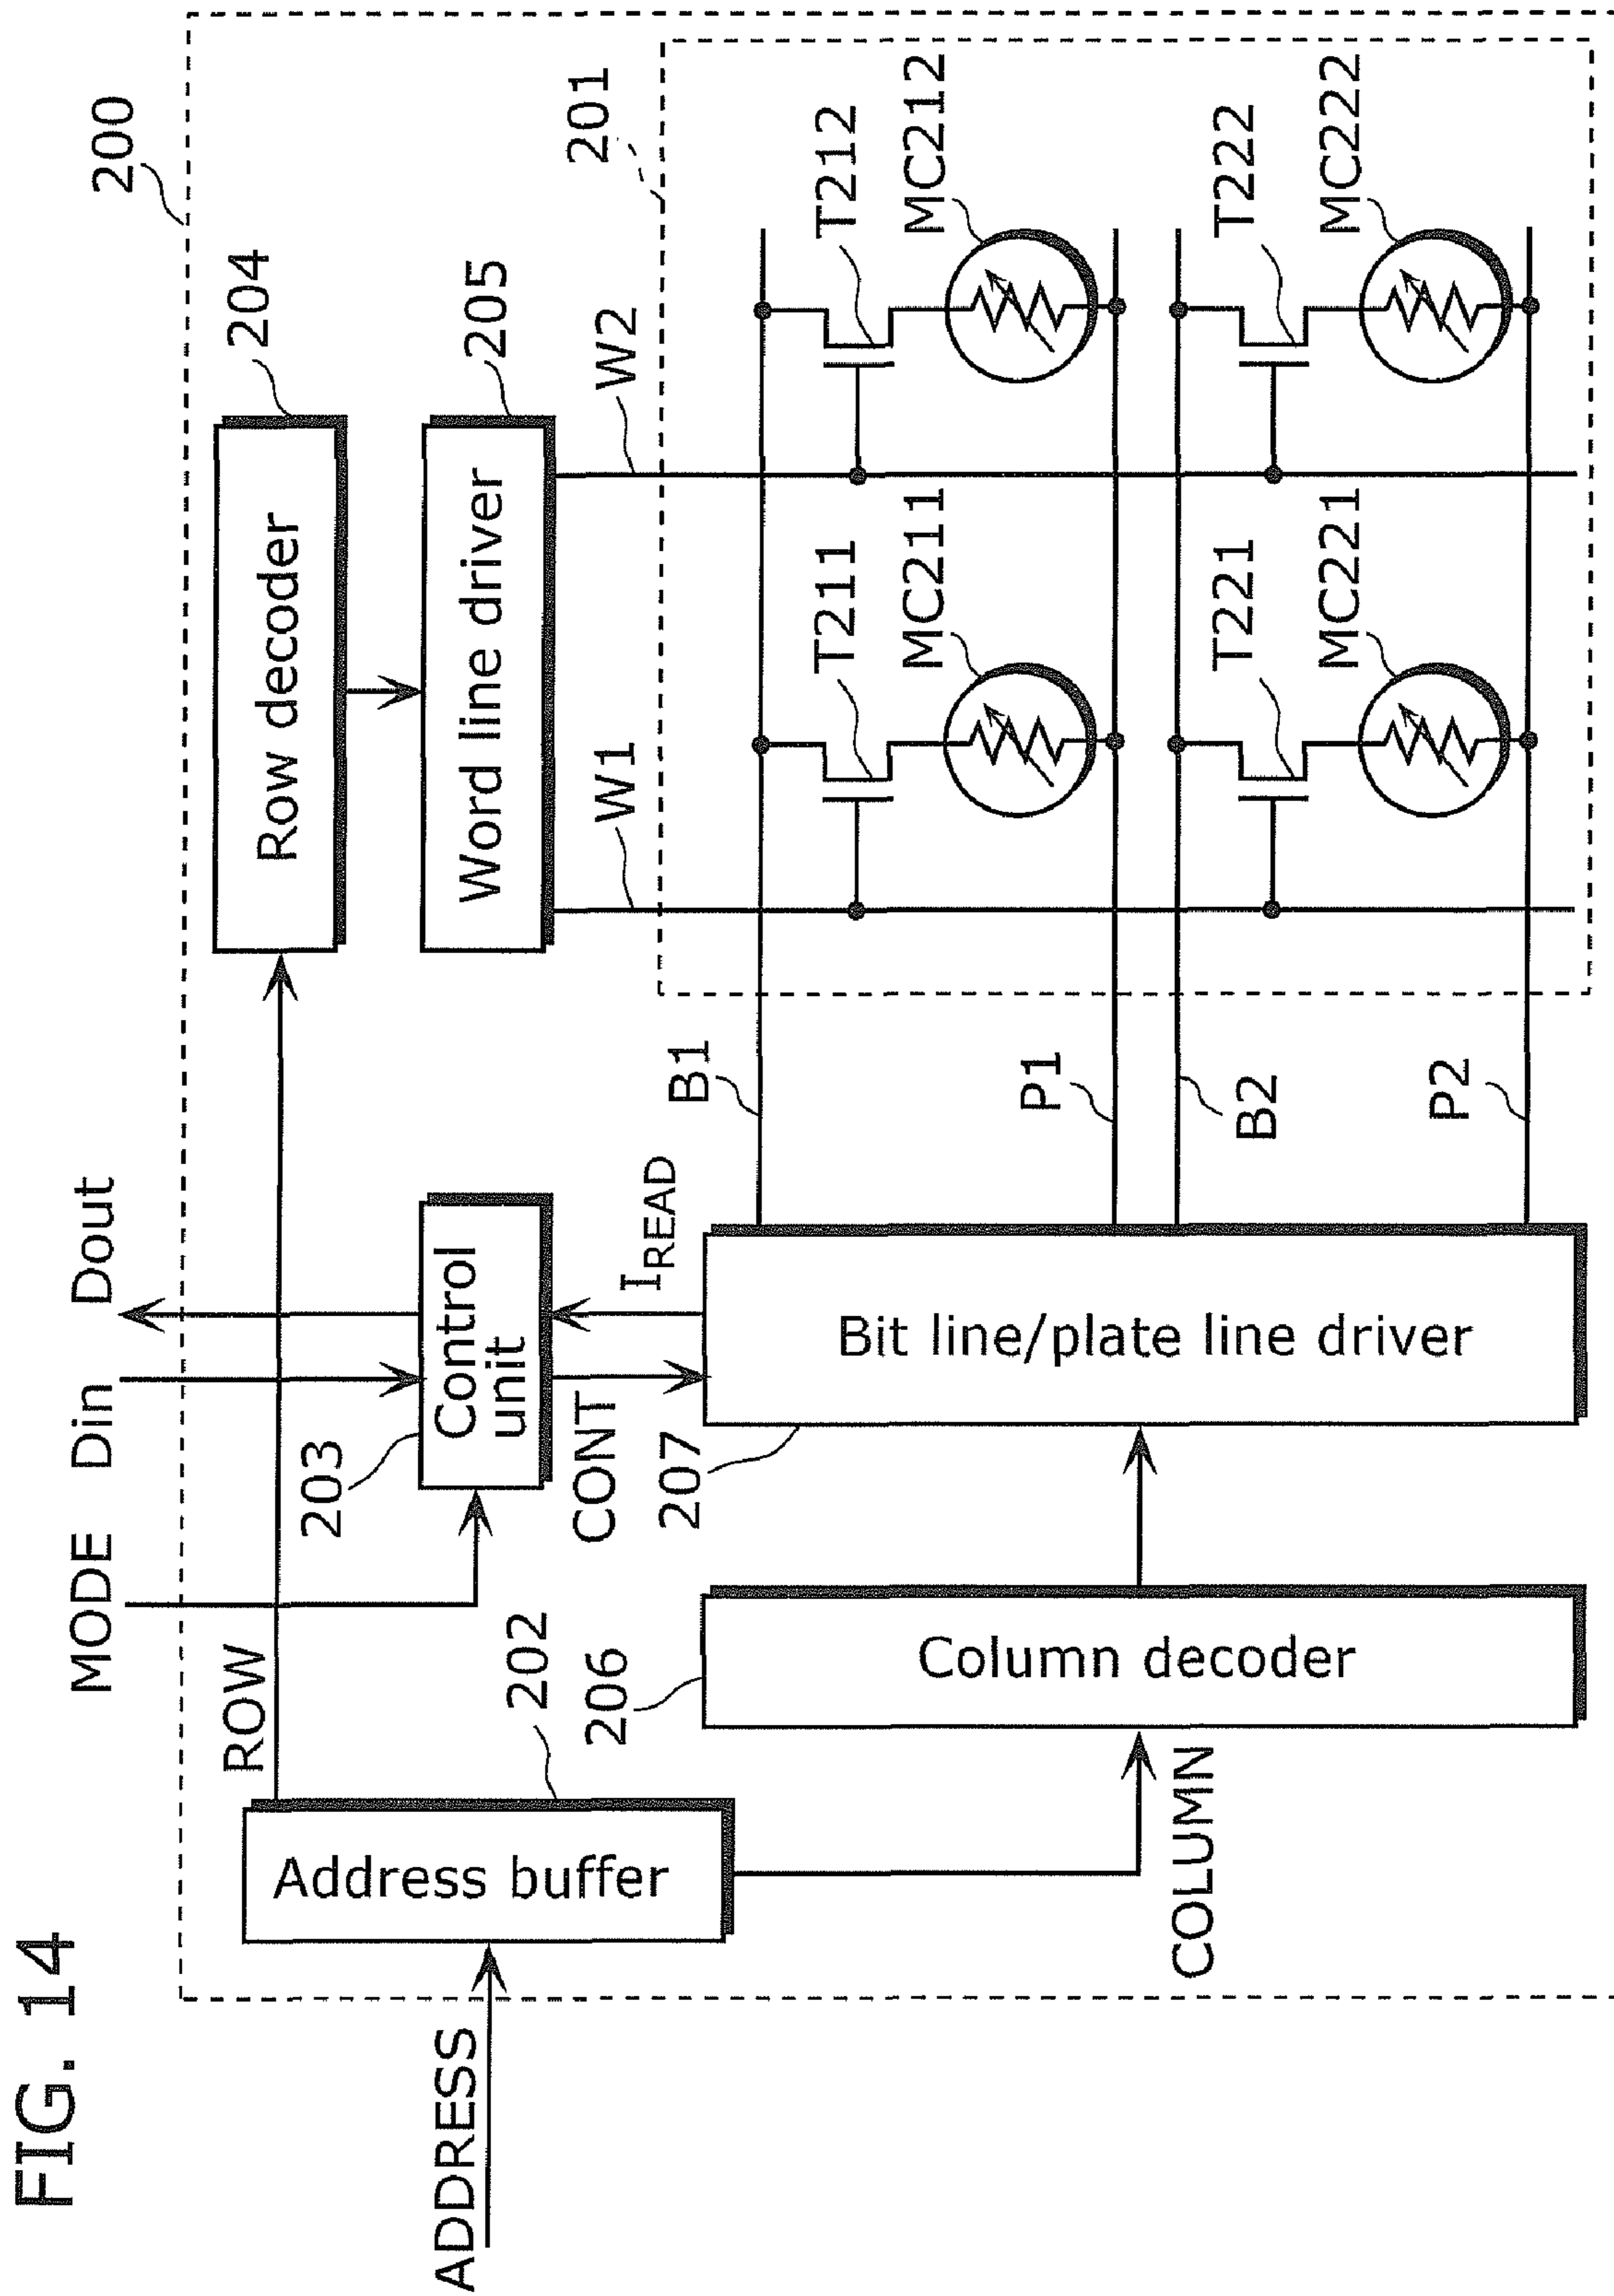 FIG. 14
200
MODE Din Dout
ROW
203
Control
unit
204
Row decoder
205
Word line driver
ADDRESS
Address buffer
202
CONT
I_READ
W1
W2
201
206
Column decoder
COLUMN
207
Bit line/plate line driver
B1
P1
B2
P2
T211
MC211
T212
MC212
T221
MC221
T222
MC222